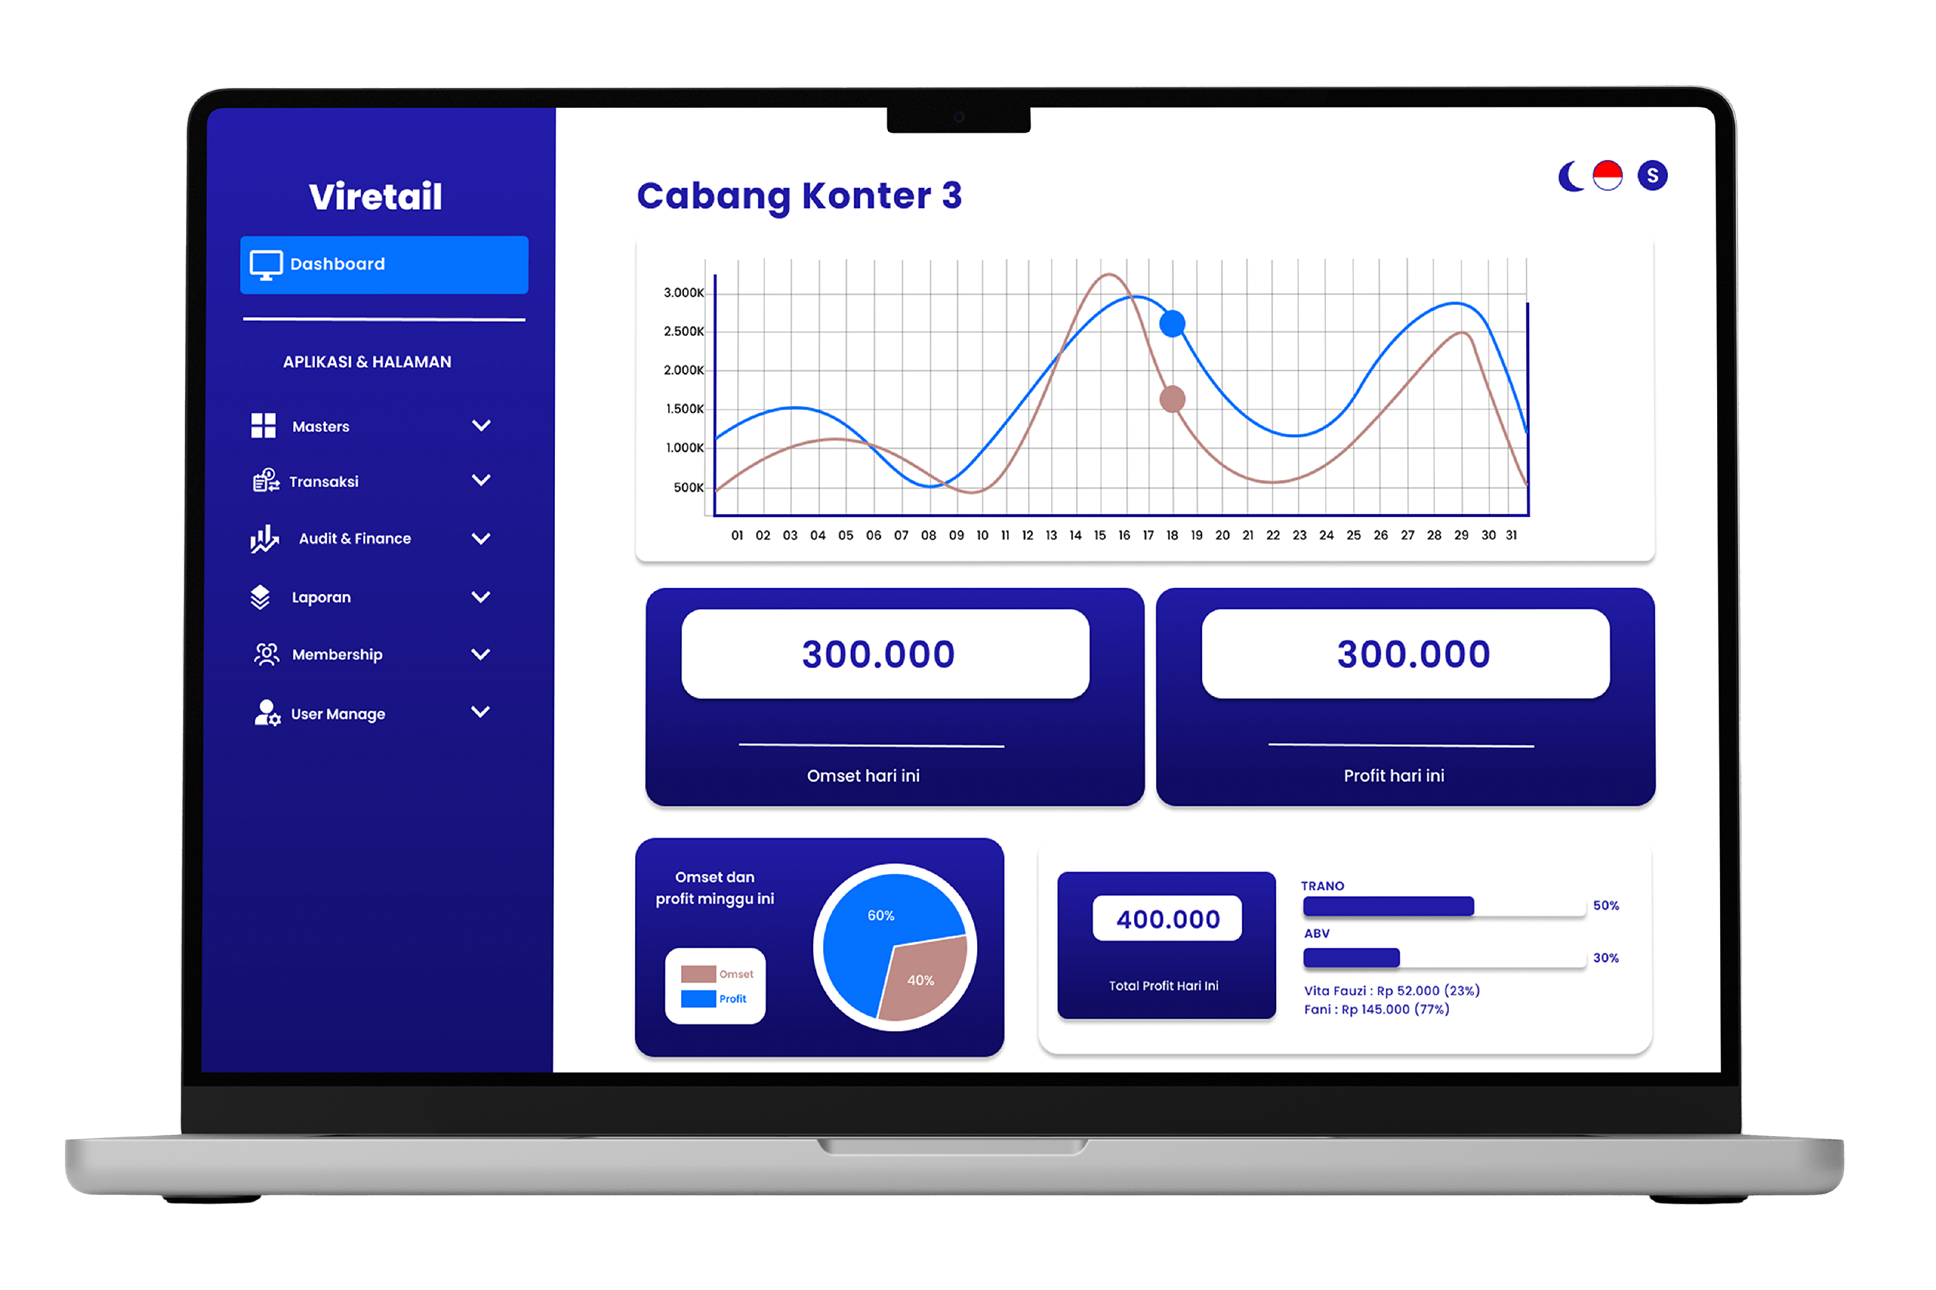 Viretail
Dashboard
APLIKASI & HALAMAN
Masters
Transaksi
Audit & Finance
Laporan
Membership
User Manage
Cabang Konter 3
S
3.000K
2.500K
2.000K
1.500K
1.000K
500K
01 02 03 04 05 06 07 08 09 10 11 12 13 14 15 16 17 18 19 20 21 22 23 24 25 26 27 28 29 30 31
300.000
Omset hari ini
300.000
Profit hari ini
Omset dan
profit minggu ini
Omset
Profit
60%
40%
400.000
Total Profit Hari Ini
TRANO
50%
ABV
30%
Vita Fauzi : Rp 52.000 (23%)
Fani : Rp 145.000 (77%)